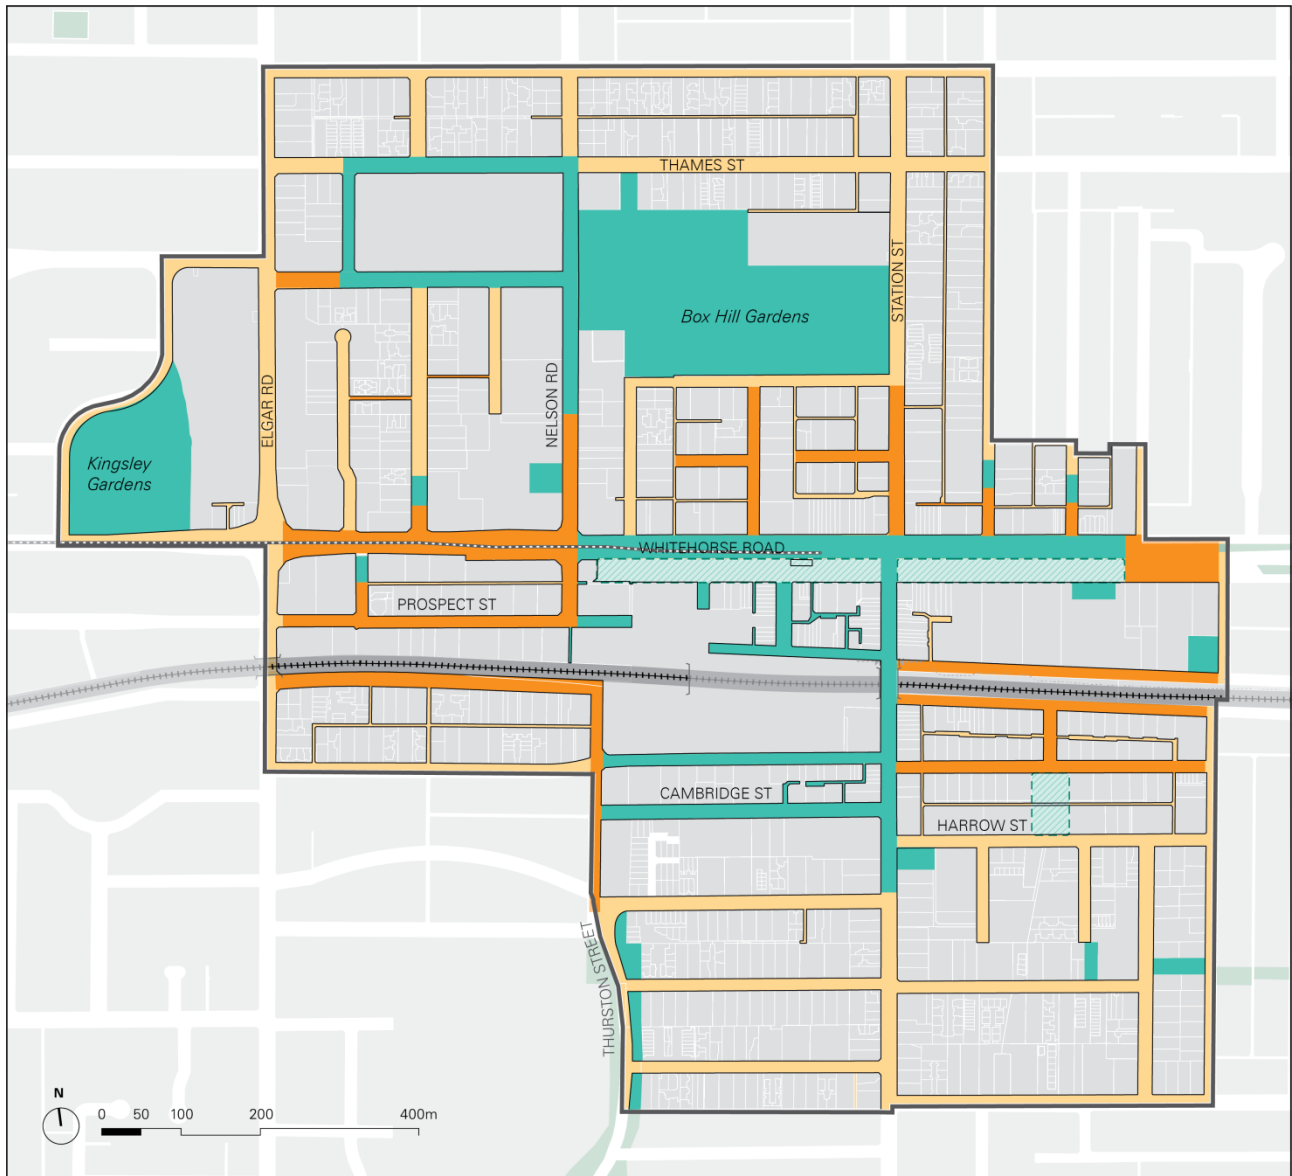 THAMES ST
STATION ST
Box Hill Gardens
ELGAR RD
NELSON RD
Kingsley
Gardens
WHITEHORSE ROAD
PROSPECT ST
CAMBRIDGE ST
HARROW ST
THURSTON STREET
N
0 50 100 200 400m